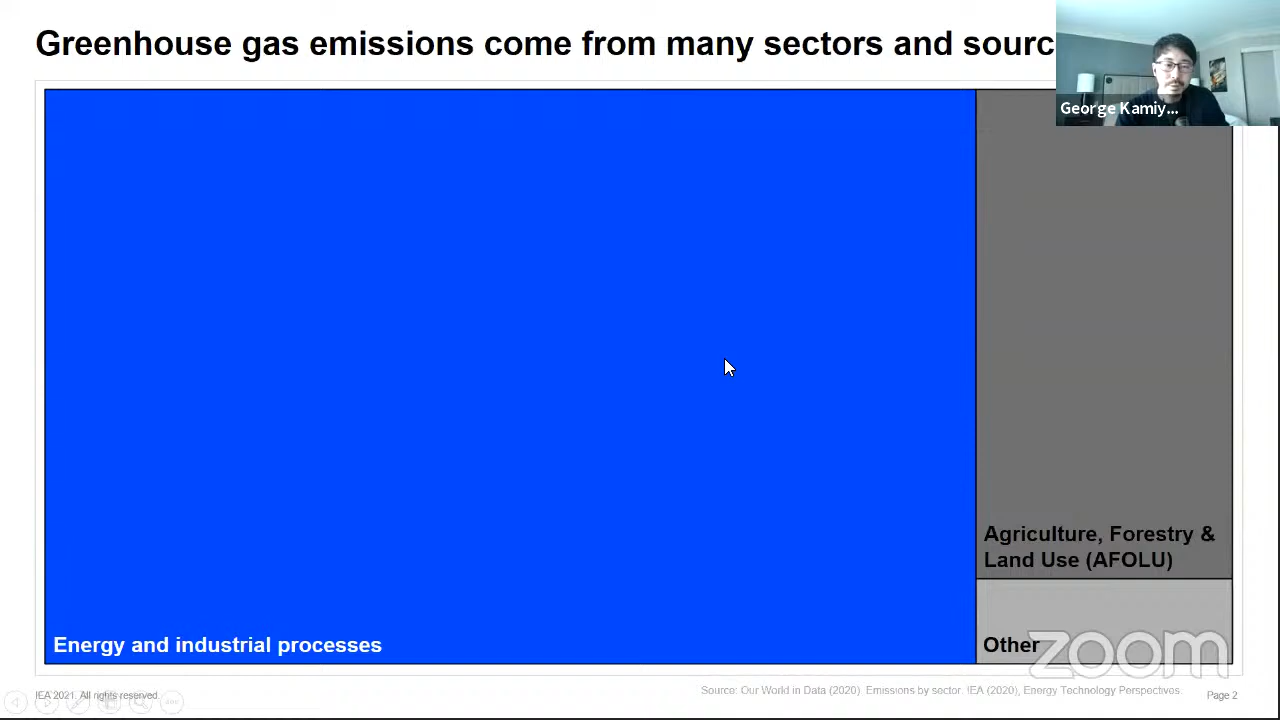 Greenhouse gas emissions come from many sectors and sourc
George Kamiy...
Agriculture, Forestry &
Land Use (AFOLU)
Energy and industrial processes
Other
zoom
IEA 2021. All rights reserved.
Source: Our World in Data (2020). Emissions by sector. IEA (2020), Energy Technology Perspectives.
Page 2